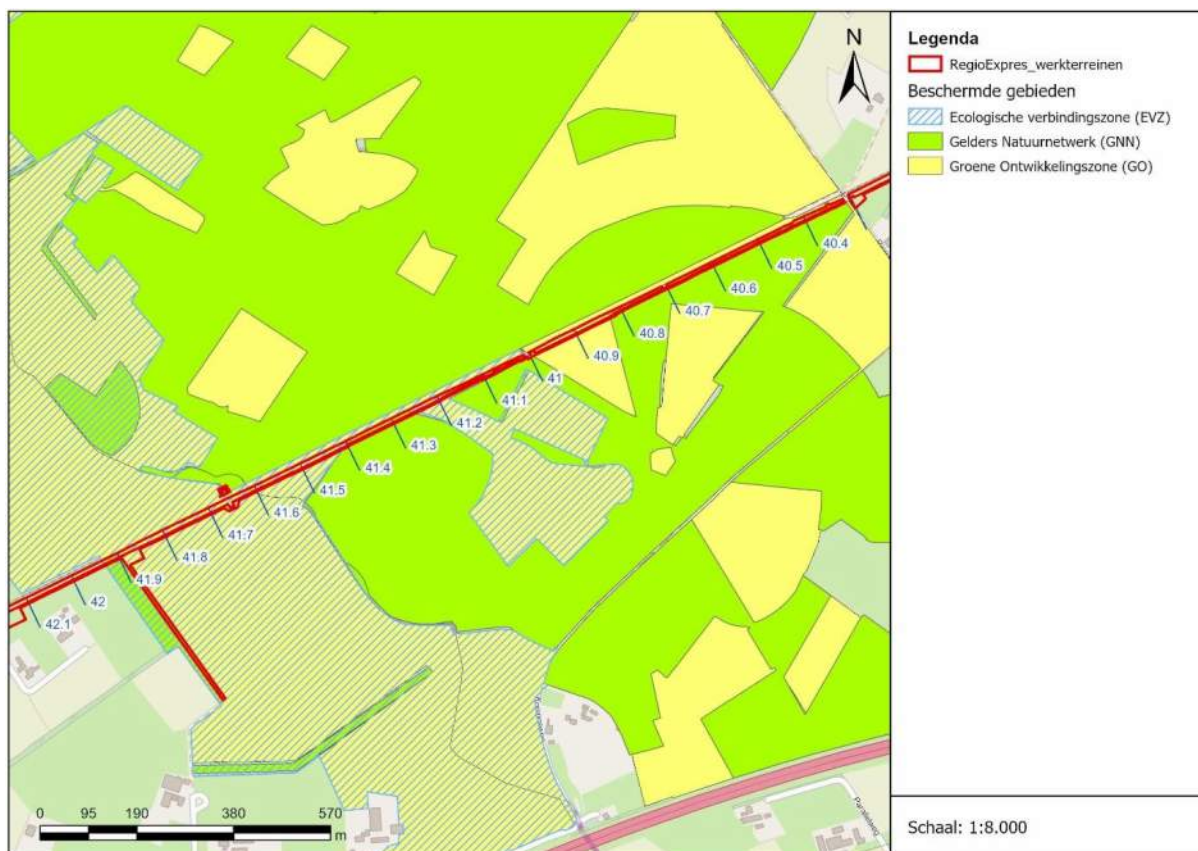 N
40.4
40.5
40.6
40.7
40.8
40.9
41
41.1
41.2
41.3
41.4
41.5
41.6
41.7
41.8
41.9
42
42.1
0 95 190 380 570
m
Parallelweg
Legenda
RegioExpres_werkterreinen
Beschermde gebieden
Ecologische verbindingszone (EVZ)
Gelders Natuurnetwerk (GNN)
Groene Ontwikkelingszone (GO)
Schaal: 1:8.000